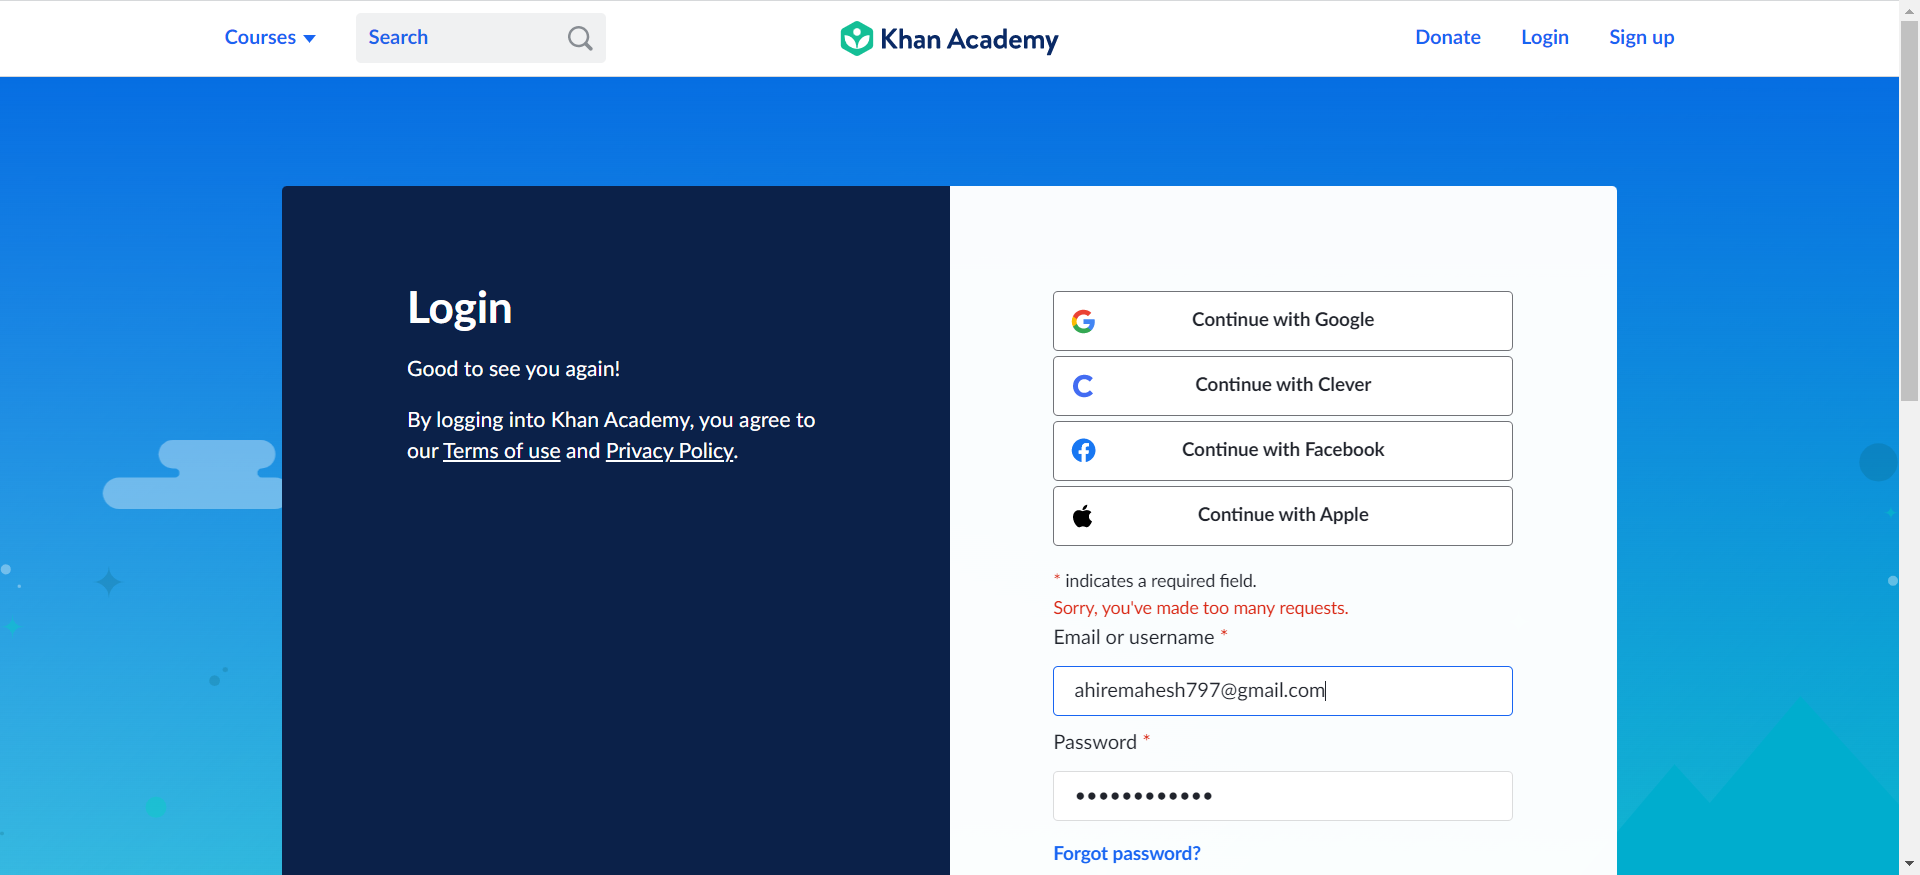 Courses
Search
Khan Academy
Donate
Login
Sign up
Login
Good to see you again!
By logging into Khan Academy, you agree to
our Terms of use and Privacy Policy.
Continue with Google
Continue with Clever
Continue with Facebook
Continue with Apple
* indicates a required field.
Sorry, you've made too many requests.
Email or username *
ahiremahesh797@gmail.com
Password *
••••••••••••
Forgot password?